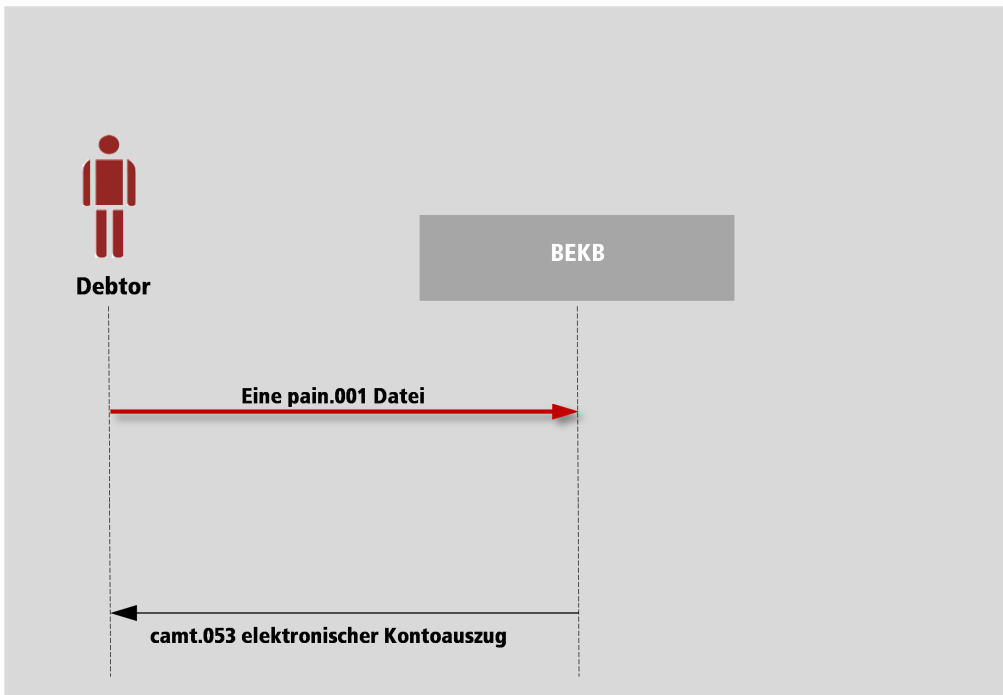 BEKB
Debtor
Eine pain.001 Datei
camt.053 elektronischer Kontoauszug